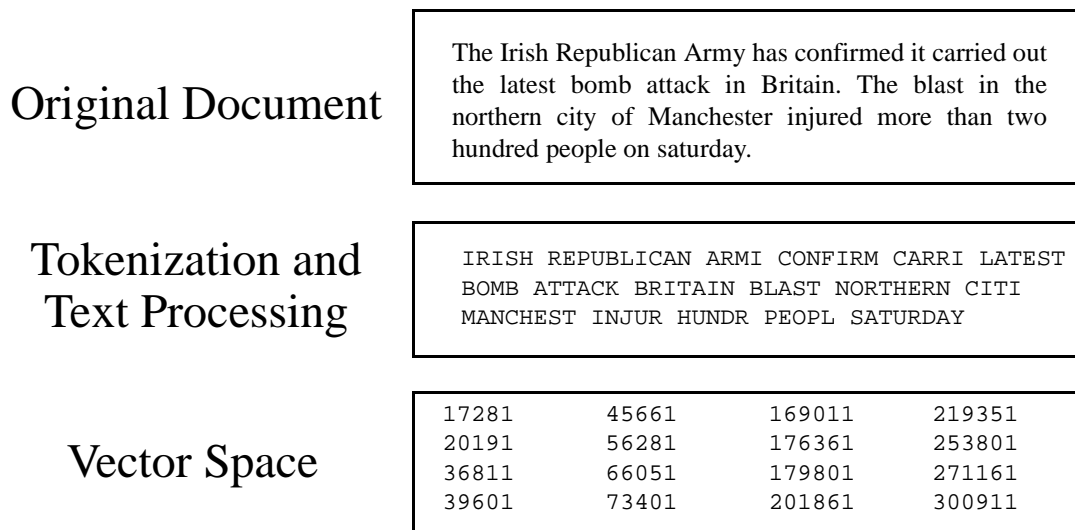 Original Document
The Irish Republican Army has confirmed it carried out
the latest bomb attack in Britain. The blast in the
northern city of Manchester injured more than two
hundred people on saturday.
Tokenization and
Text Processing
IRISH REPUBLICAN ARMI CONFIRM CARRI LATEST
BOMB ATTACK BRITAIN BLAST NORTHERN CITI
MANCHEST INJUR HUNDR PEOPL SATURDAY
Vector Space
17281 45661 169011 219351
20191 56281 176361 253801
36811 66051 179801 271161
39601 73401 201861 300911